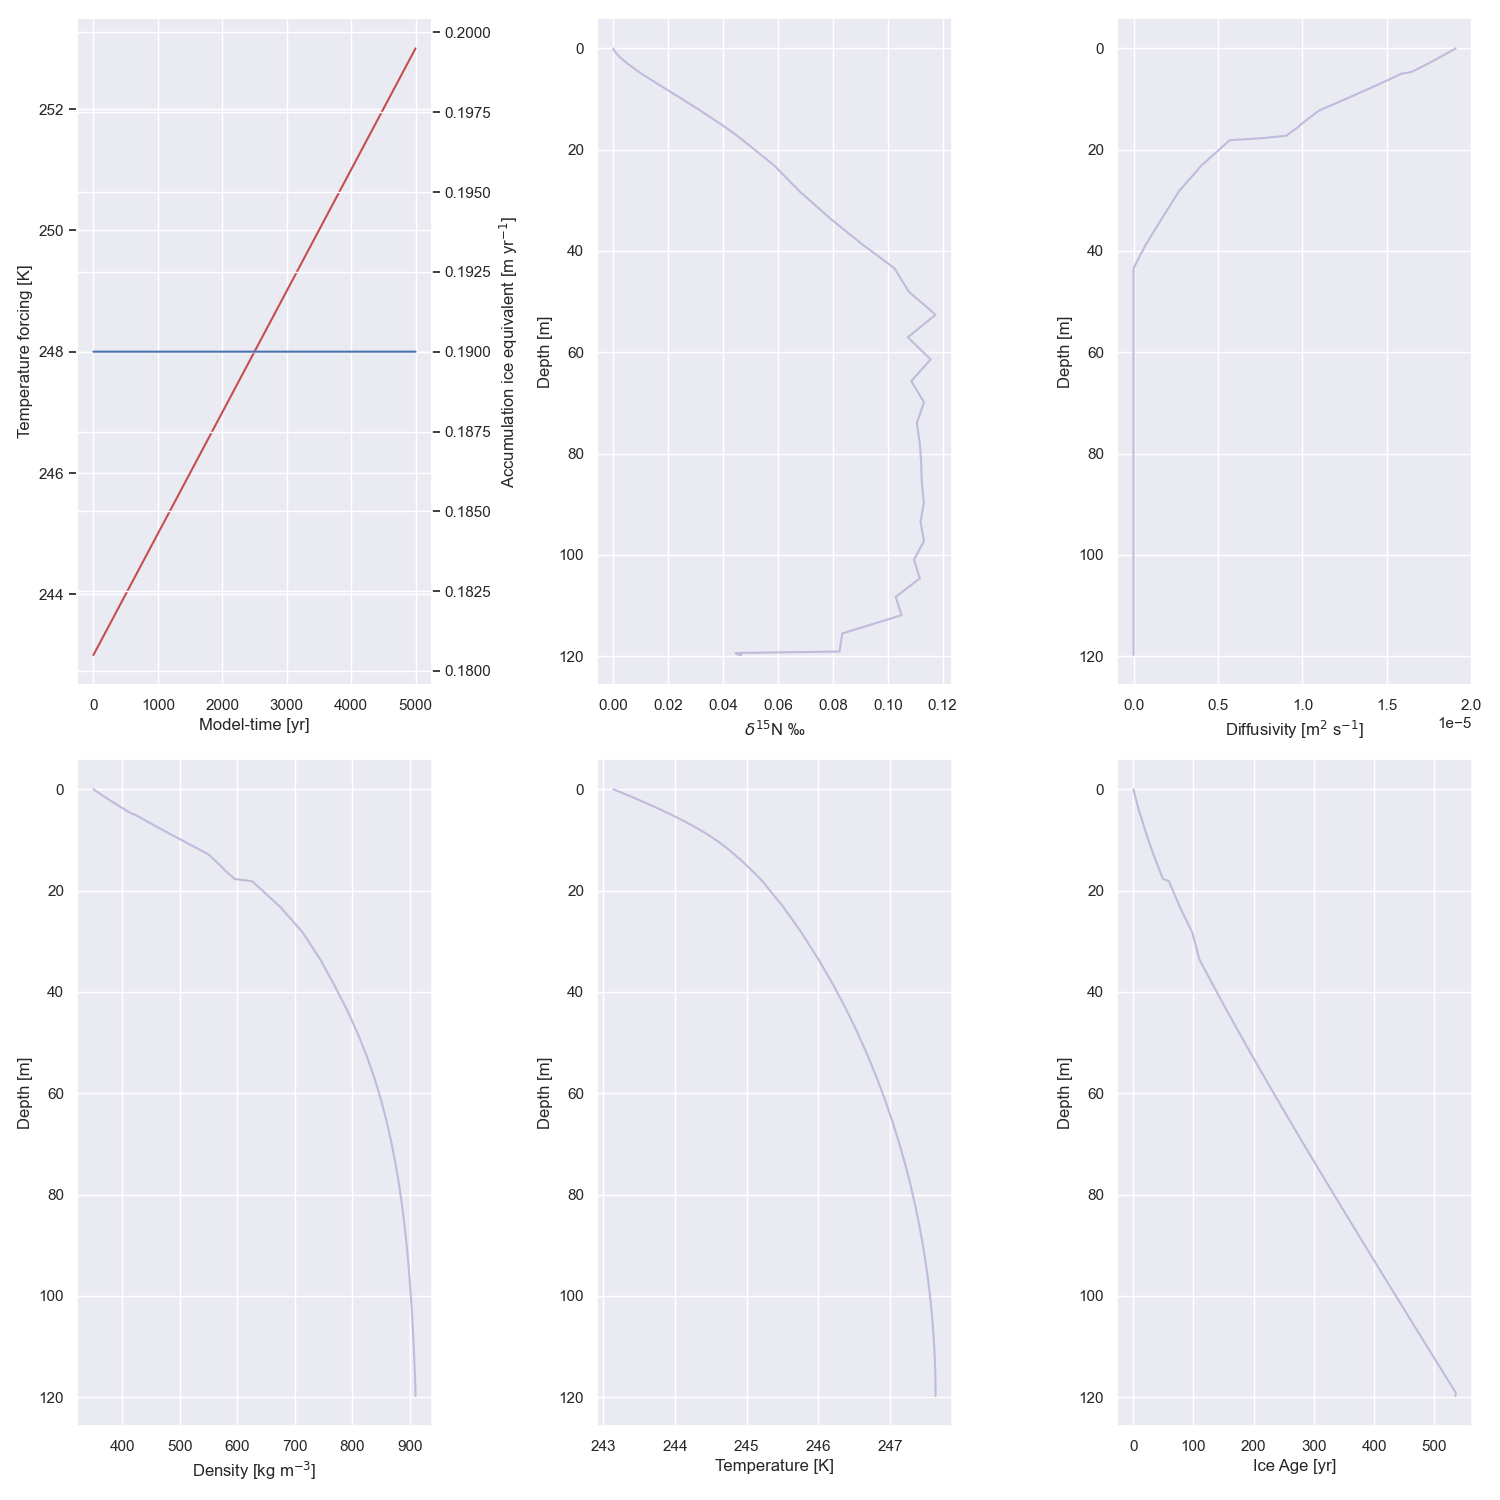 Temperature forcing [K]
252
250
248
246
244
0 1000 2000 3000 4000 5000
Model-time [yr]
0.2000
0.1975
0.1950
0.1925
0.1900
0.1875
0.1850
0.1825
0.1800
Accumulation ice equivalent [m yr⁻¹]
Depth [m]
0
20
40
60
80
100
120
0.00 0.02 0.04 0.06 0.08 0.10 0.12
δ¹⁵N ‰
Depth [m]
0
20
40
60
80
100
120
0.0 0.5 1.0 1.5 2.0
1e−5
Diffusivity [m² s⁻¹]
Depth [m]
0
20
40
60
80
100
120
400 500 600 700 800 900
Density [kg m⁻³]
Depth [m]
0
20
40
60
80
100
120
243 244 245 246 247
Temperature [K]
Depth [m]
0
20
40
60
80
100
120
0 100 200 300 400 500
Ice Age [yr]